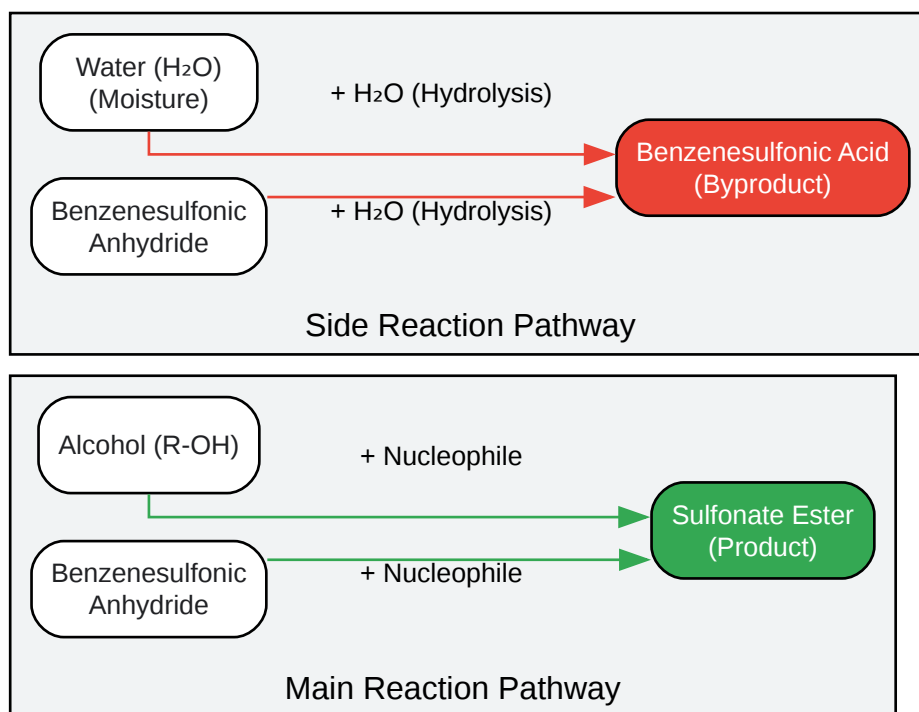 Water (H₂O)
(Moisture)
+ H₂O (Hydrolysis)
Benzenesulfonic Acid
(Byproduct)
Benzenesulfonic
Anhydride
+ H₂O (Hydrolysis)
Side Reaction Pathway
Alcohol (R-OH)
+ Nucleophile
Sulfonate Ester
(Product)
Benzenesulfonic
Anhydride
+ Nucleophile
Main Reaction Pathway